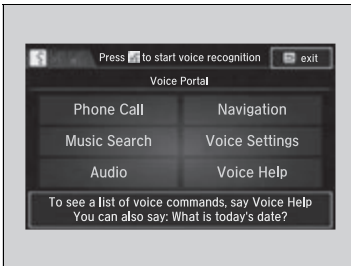 Press to start voice recognition
exit
Voice Portal
Phone Call
Navigation
Music Search
Voice Settings
Audio
Voice Help
To see a list of voice commands, say Voice Help
You can also say: What is today's date?